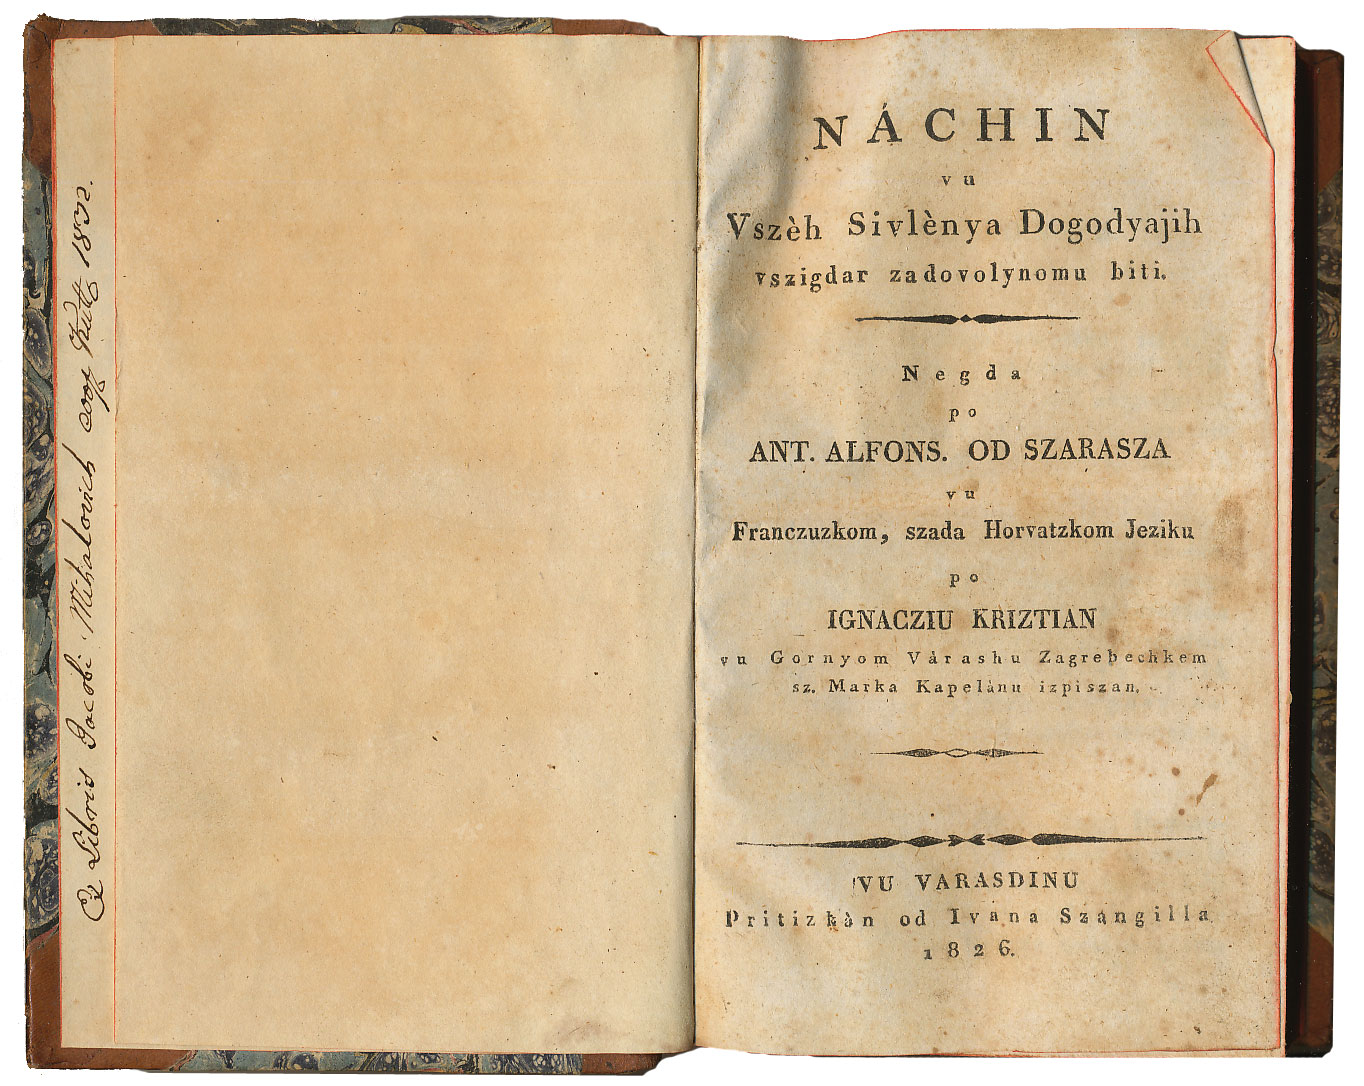 Ex Libris Jacobi Mihalovich 1832.
NÁCHIN
vu
Vszèh Sivlènya Dogodyajih
vszigdar zadovolynomu biti.
Negda
po
ANT. ALFONS. OD SZARASZA
vu
Franczuzkom, szada Horvatzkom Jeziku
po
IGNACZIU KRIZTIAN
vu Gornyom Várashu Zagrebechkem
sz. Marka Kapelánu izpiszan.
VU VARASDINU
Pritizkàn od Ivana Szangilla
1826.